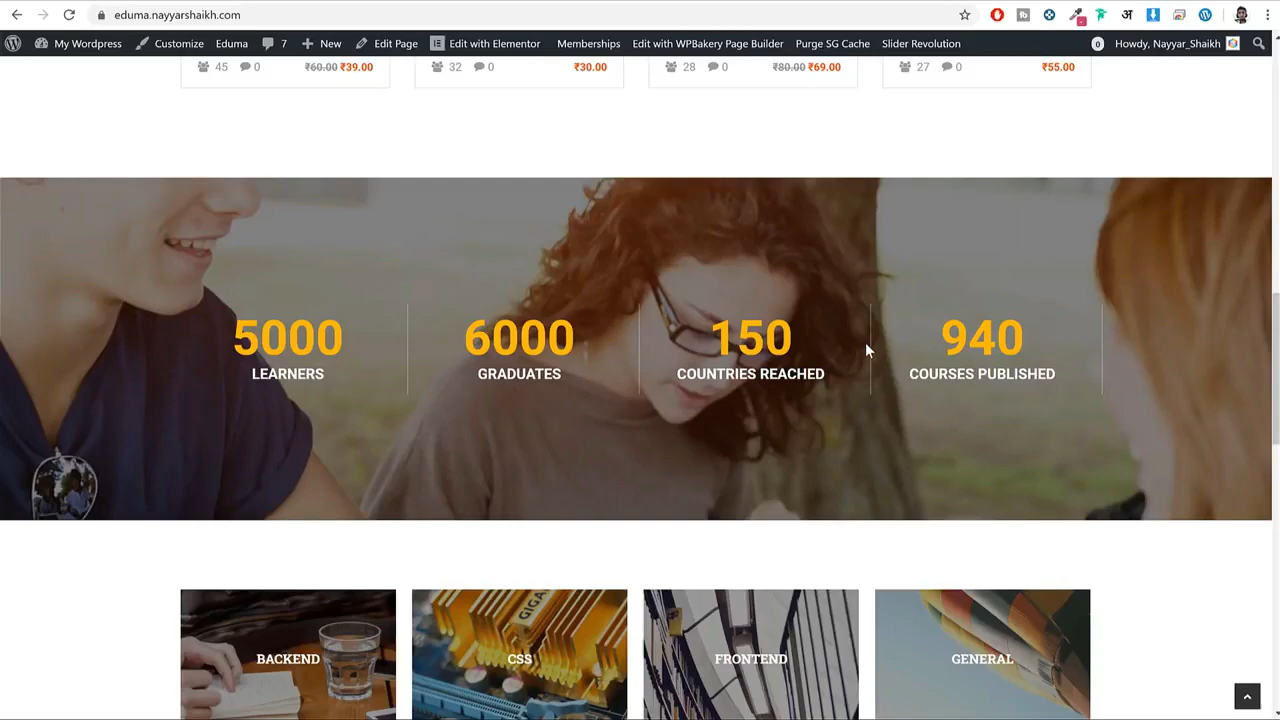 eduma.nayyarshaikh.com
My Wordpress Customize Eduma 7 New Edit Page Edit with Elementor Memberships Edit with WPBakery Page Builder Purge SG Cache Slider Revolution 0 Howdy, Nayyar_Shaikh
45 0 ₹60.00 ₹39.00 32 0 ₹30.00 28 0 ₹80.00 ₹69.00 27 0 ₹55.00
5000 6000 150 940
LEARNERS GRADUATES COUNTRIES REACHED COURSES PUBLISHED
GIGA
BACKEND CSS FRONTEND GENERAL